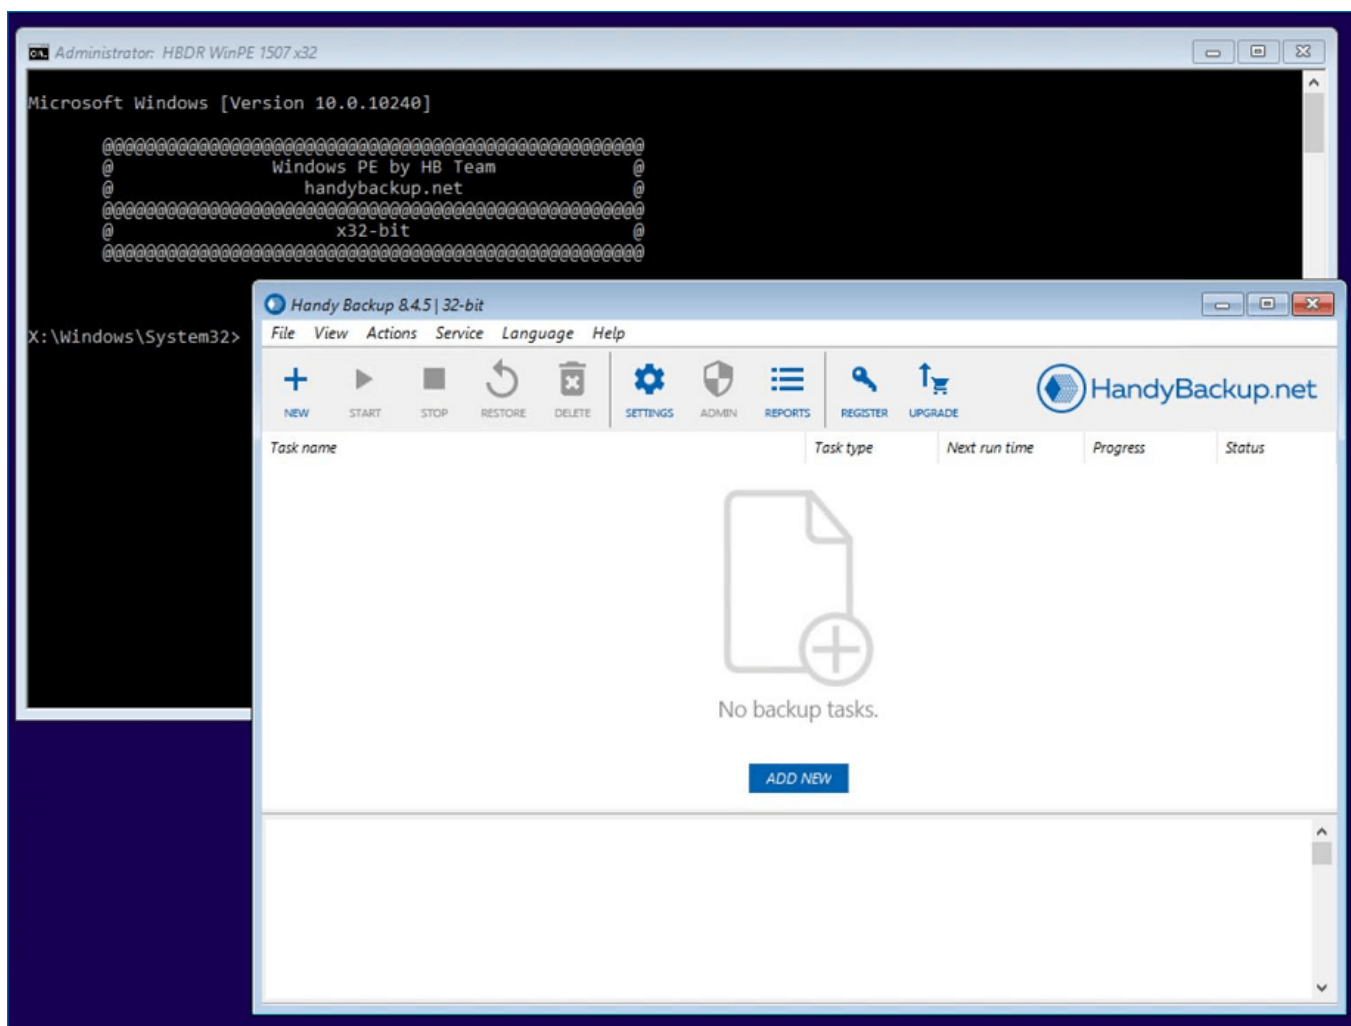 Administrator: HBDR WinPE 1507 x32
Microsoft Windows [Version 10.0.10240]
@@@@@@@@@@@@@@@@@@@@@@@@@@@@@@@@@@@@@@@@@@@@@@@@@@@
@ Windows PE by HB Team @
@ handybackup.net @
@@@@@@@@@@@@@@@@@@@@@@@@@@@@@@@@@@@@@@@@@@@@@@@@@@@
@ x32-bit @
@@@@@@@@@@@@@@@@@@@@@@@@@@@@@@@@@@@@@@@@@@@@@@@@@@@
X:\Windows\System32>
Handy Backup 8.4.5 | 32-bit
File View Actions Service Language Help
NEW START STOP RESTORE DELETE SETTINGS ADMIN REPORTS REGISTER UPGRADE
HandyBackup.net
Task name Task type Next run time Progress Status
No backup tasks.
ADD NEW